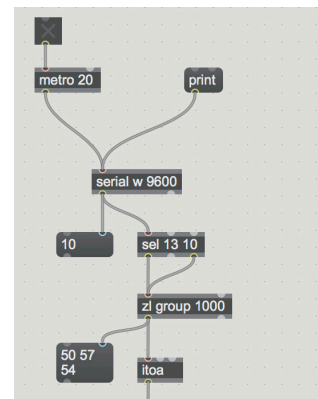 metro 20
print
serial w 9600
10
sel 13 10
zl group 1000
50 57
54
itoa